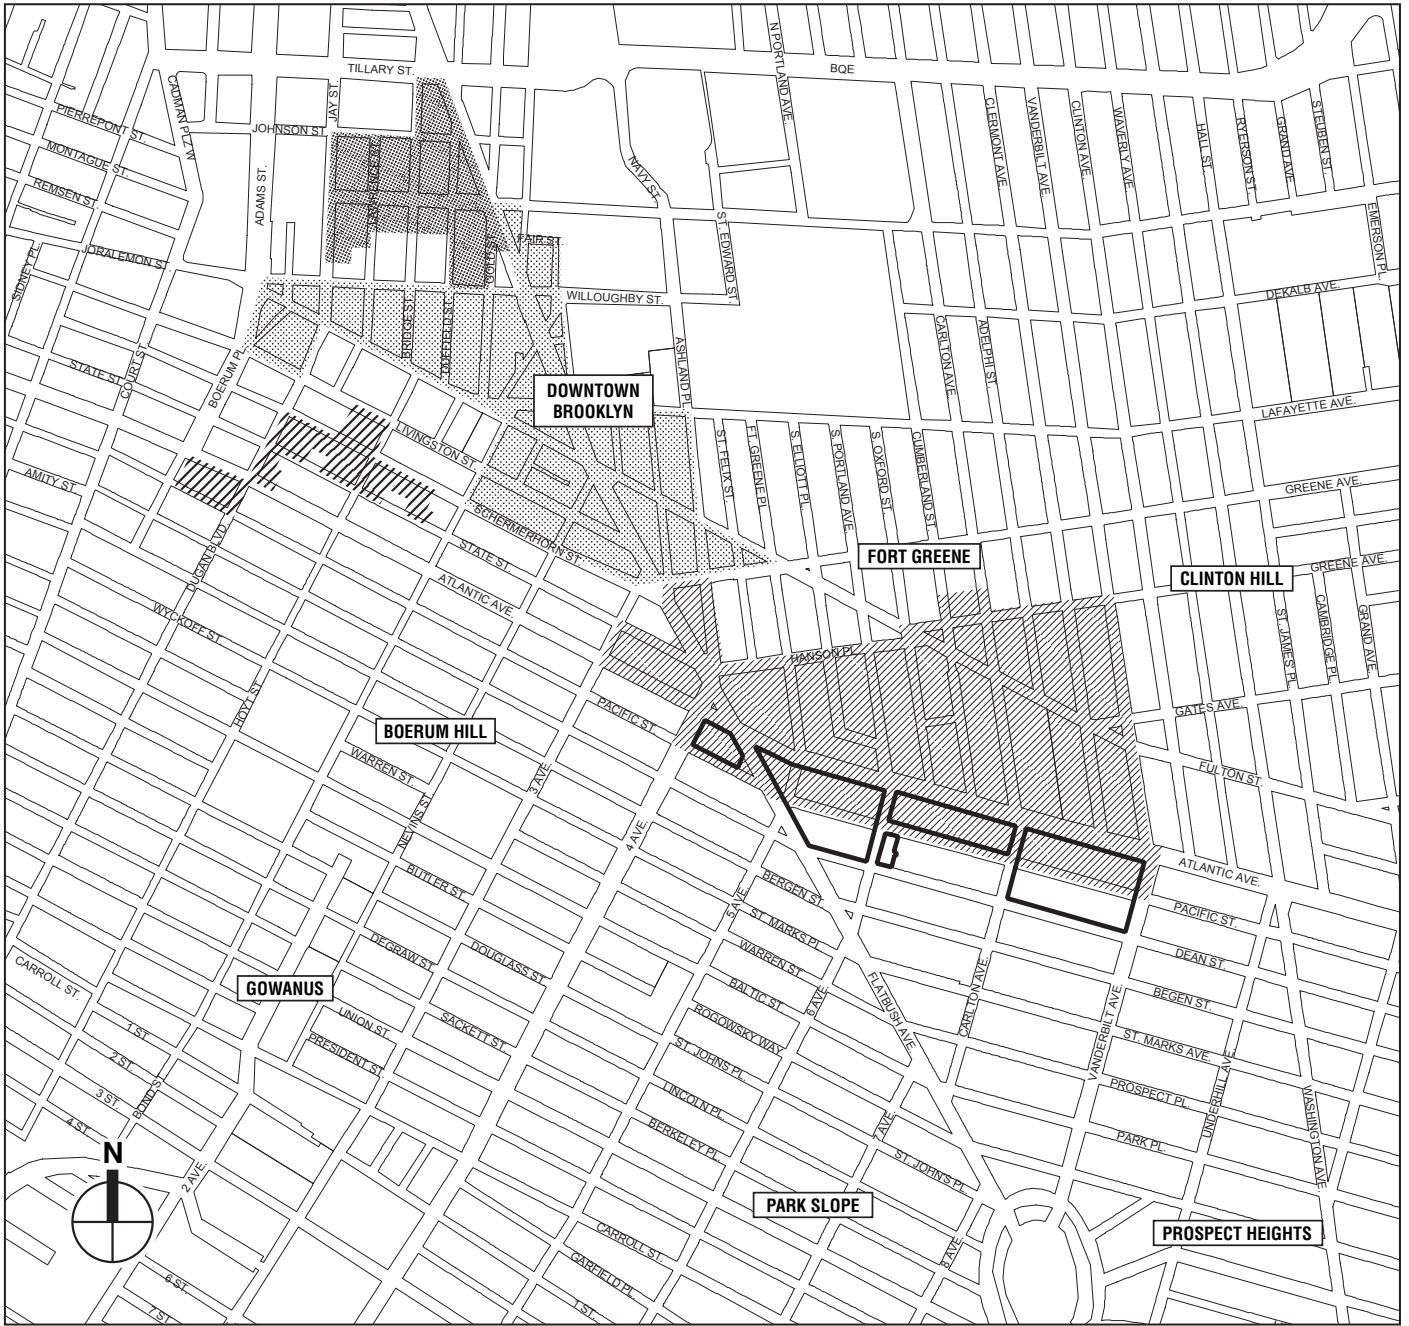 TILLARY ST.
N PORTLAND AVE.
BQE
CADMAN PLZ W
JAY ST.
PIERREPONT ST.
JOHNSON ST.
MONTAGUE ST.
REMSEN ST.
ADAMS ST.
LAWRENCE ST.
NAVY ST.
CLERMONT AVE.
VANDERBILT AVE.
CLINTON AVE.
WAVERLY AVE.
HALL ST.
RYERSON ST.
GRAND AVE.
STEUBEN ST.
EMERSON PL.
SIDNEY PL.
JORALEMON ST.
GOLD ST.
FAIR ST.
ST. EDWARD ST.
WILLOUGHBY ST.
DEKALB AVE.
BRIDGE ST.
DUFFIELD ST.
ASHLAND PL.
CARLTON AVE.
ADELPHI ST.
STATE ST.
COURT ST.
BOERUM PL.
DOWNTOWN
BROOKLYN
LAFAYETTE AVE.
LIVINGSTON ST.
ST. FELIX ST.
FT. GREENE PL.
S. ELLIOTT PL.
S. PORTLAND AVE.
S. OXFORD ST.
CUMBERLAND ST.
AMITY ST.
GREENE AVE.
SCHERMERHORN ST.
DUGAN BLVD.
STATE ST.
ATLANTIC AVE.
FORT GREENE
CLINTON HILL
GREENE AVE.
WYCKOFF ST.
ST. JAMES' PL.
CAMBRIDGE PL.
GRAND AVE.
HANSON PL.
HOYT ST.
BOERUM HILL
PACIFIC ST.
GATES AVE.
WARREN ST.
3 AVE.
FULTON ST.
NEVINS ST.
4 AVE.
BUTLER ST.
BERGEN ST.
ATLANTIC AVE.
5 AVE.
ST. MARKS PL.
PACIFIC ST.
DEGRAW ST.
DOUGLASS ST.
WARREN ST.
DEAN ST.
CARROLL ST.
GOWANUS
BALTIC ST.
6 AVE.
FLATBUSH AVE.
CARLTON AVE.
BEGEN ST.
1 ST.
UNION ST.
SACKETT ST.
ROGOWSKY WAY
VANDERBILT AVE.
ST. MARKS AVE.
2 ST.
PRESIDENT ST.
ST. JOHNS PL.
UNDERHILL AVE.
3 ST.
BOND ST.
LINCOLN PL.
PROSPECT PL.
WASHINGTON AVE.
4 ST.
BERKELEY PL.
7 AVE.
PARK PL.
N
2 AVE.
ST. JOHN'S PL.
PARK SLOPE
PROSPECT HEIGHTS
CARROLL ST.
8 AVE.
GARFIELD PL.
6 ST.
7 ST.
1 ST.